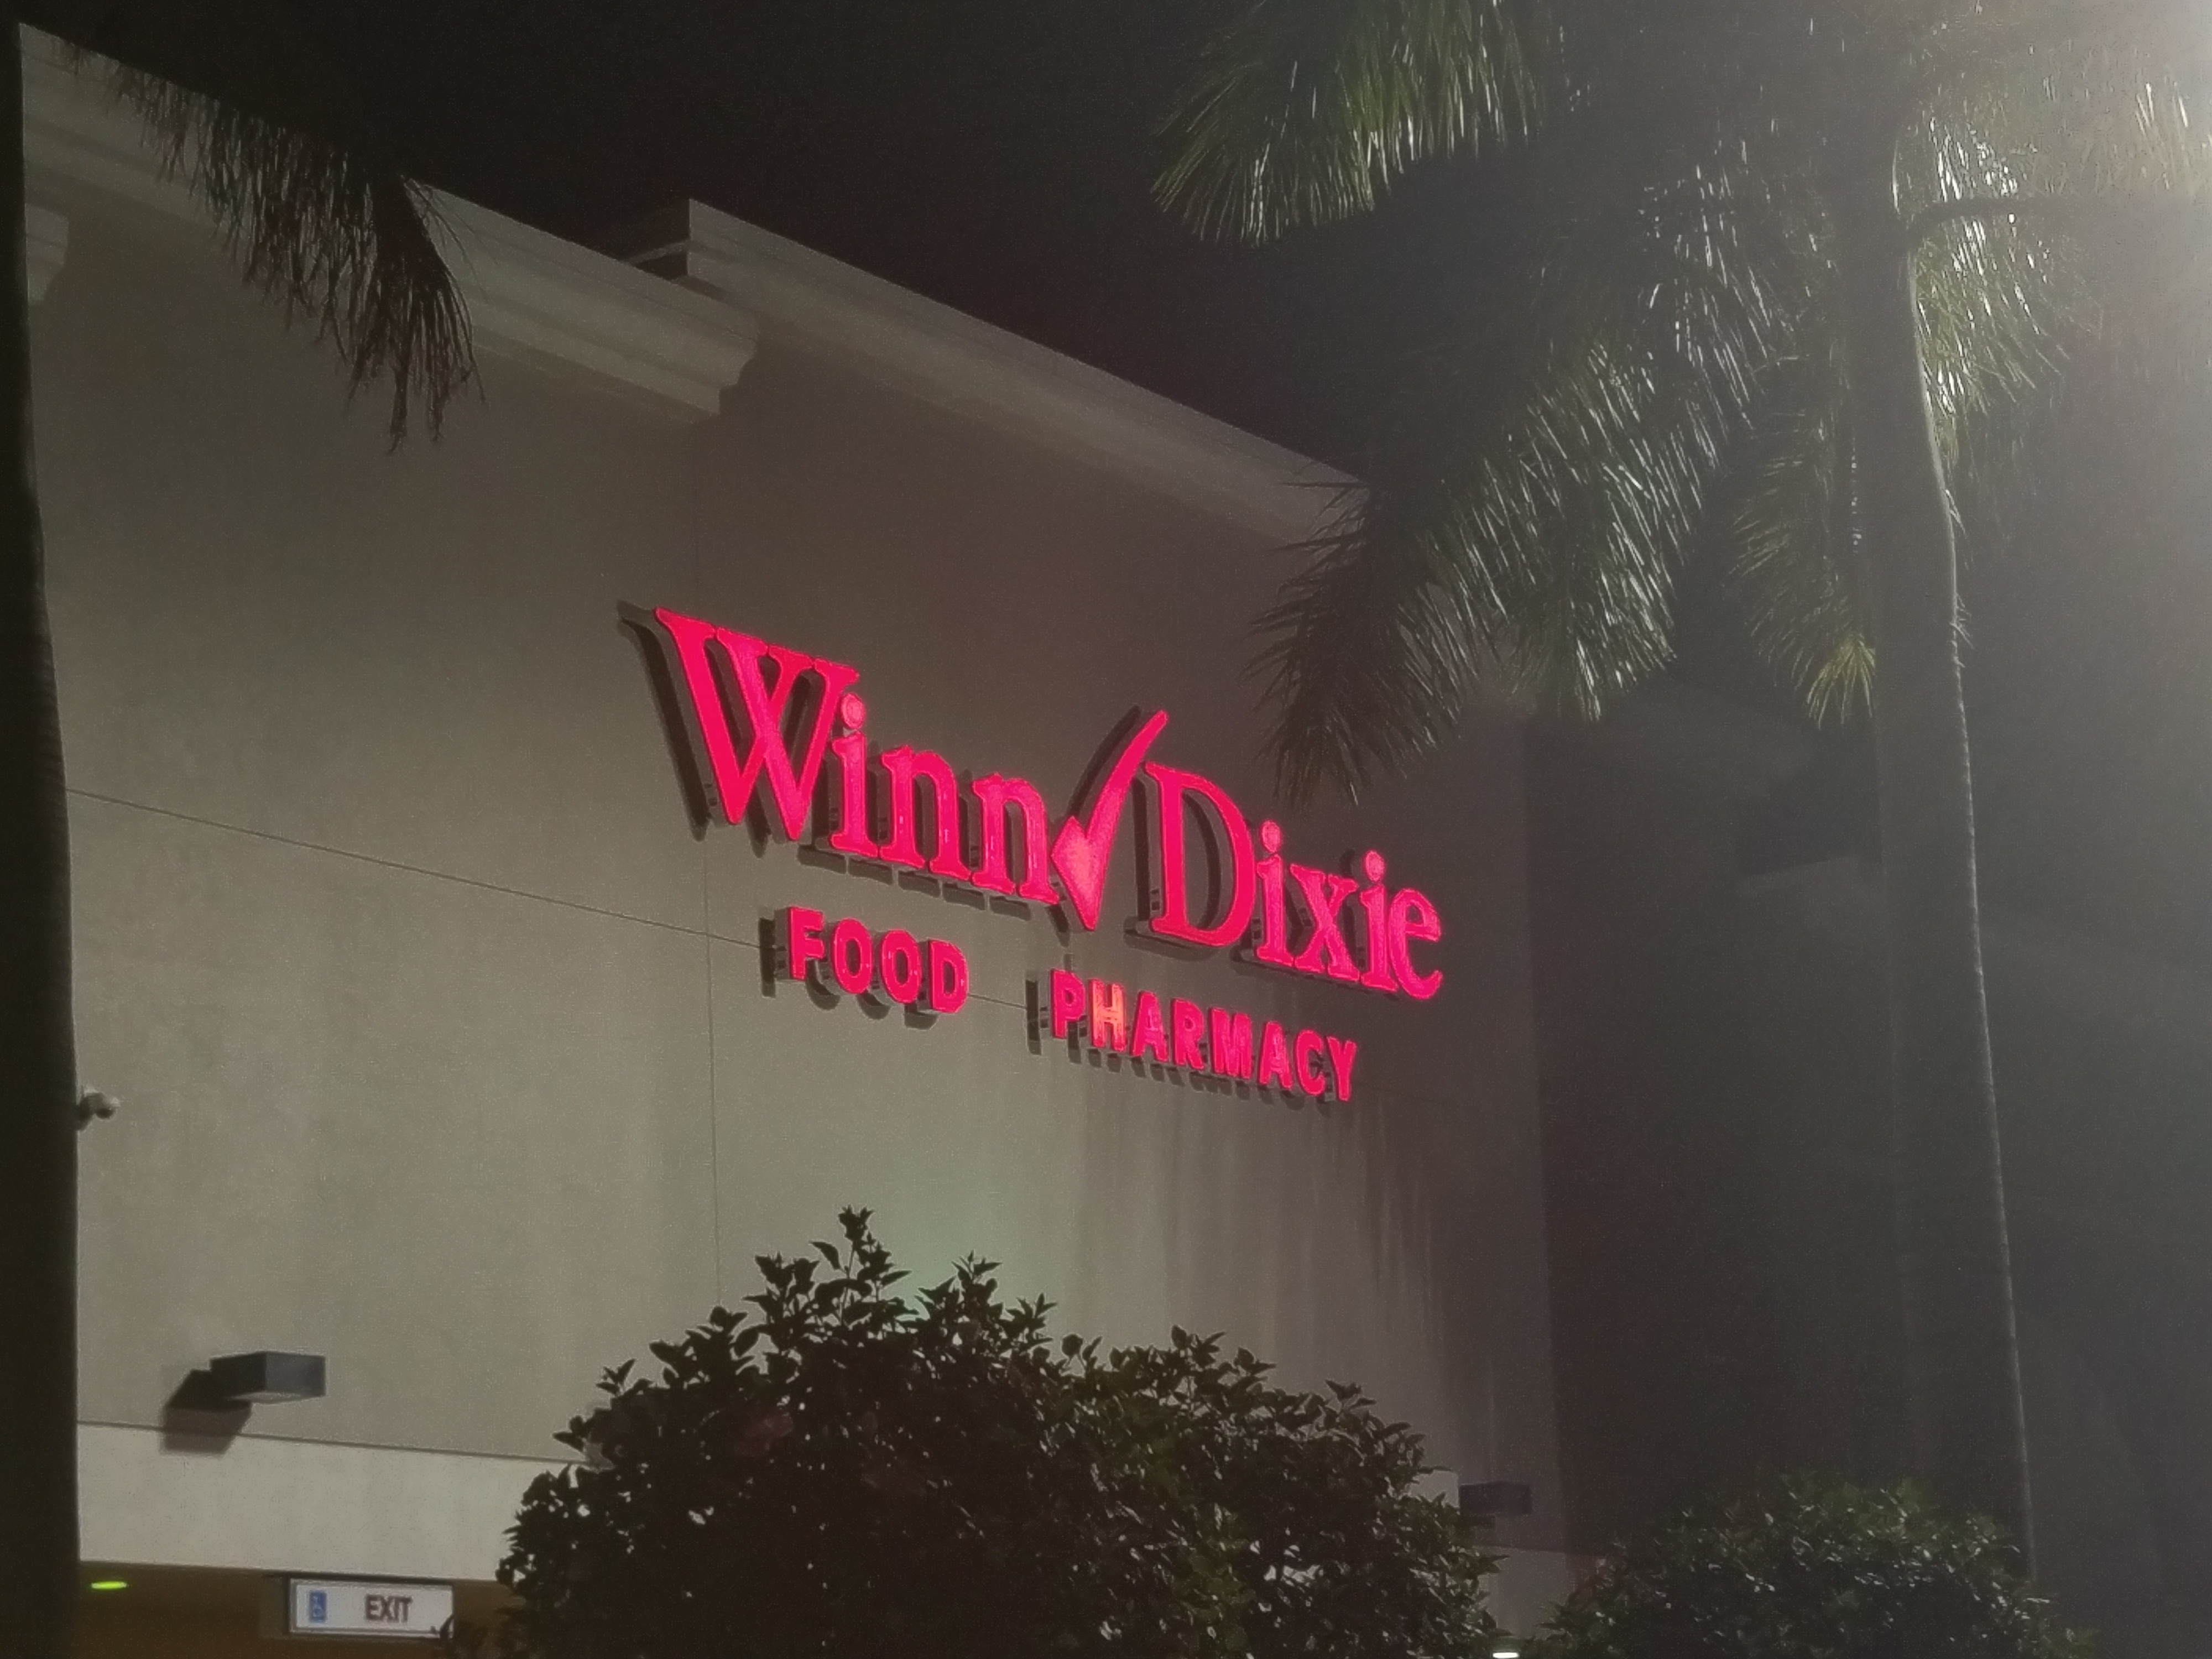 Winn Dixie
FOOD PHARMACY
EXIT